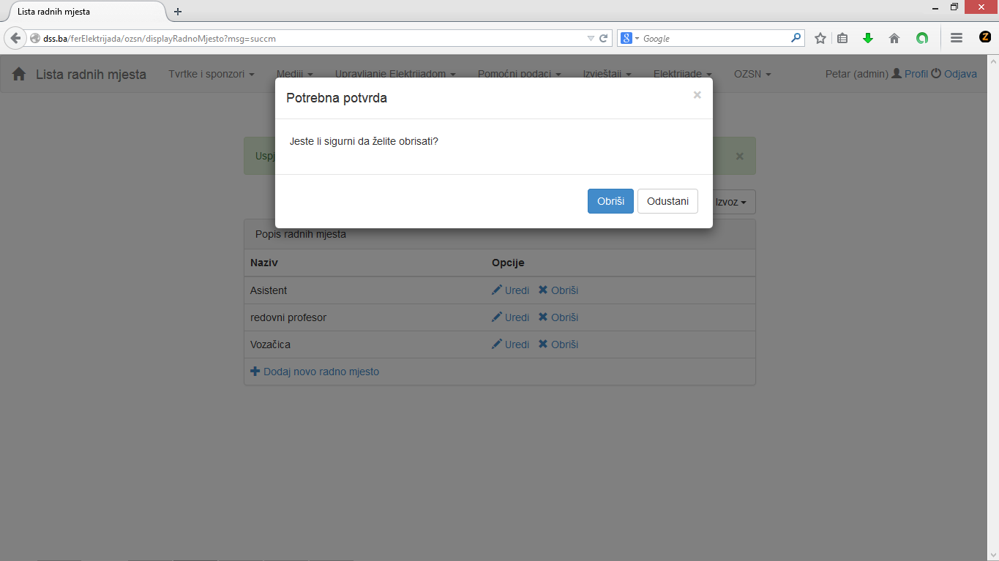 Lista radnih mjesta
dss.ba/ferElektrijada/ozsn/displayRadnoMjesto?msg=succm
Google
Lista radnih mjesta Tvrtke i sponzori Mediji Upravljanje Elektrijadom Pomoćni podaci Izvještaji Elektrijade OZSN Petar (admin) Profil Odjava
Potrebna potvrda ×
Jeste li sigurni da želite obrisati?
Obriši Odustani
×
Izvoz
Popis radnih mjesta
Naziv Opcije
Asistent Uredi Obriši
redovni profesor Uredi Obriši
Vozačica Uredi Obriši
Dodaj novo radno mjesto